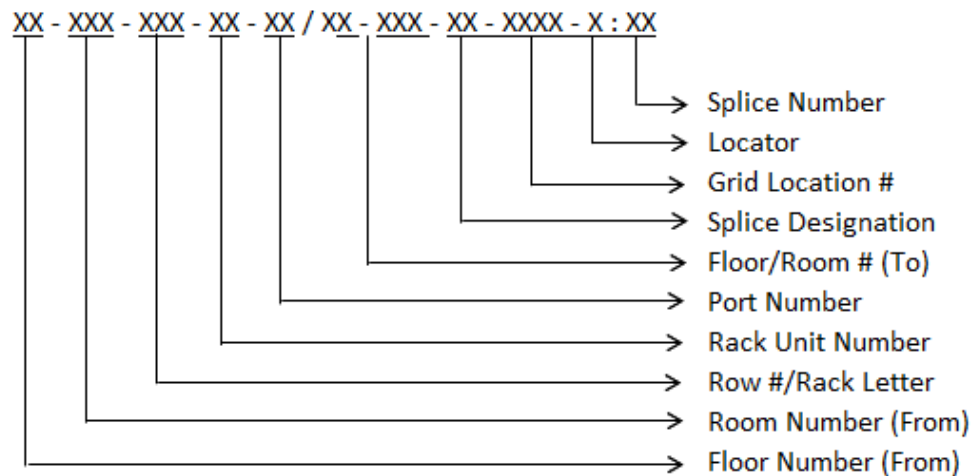 XX - XXX - XXX - XX - XX / XX - XXX - XX - XXXX - X : XX
Splice Number
Locator
Grid Location #
Splice Designation
Floor/Room # (To)
Port Number
Rack Unit Number
Row #/Rack Letter
Room Number (From)
Floor Number (From)